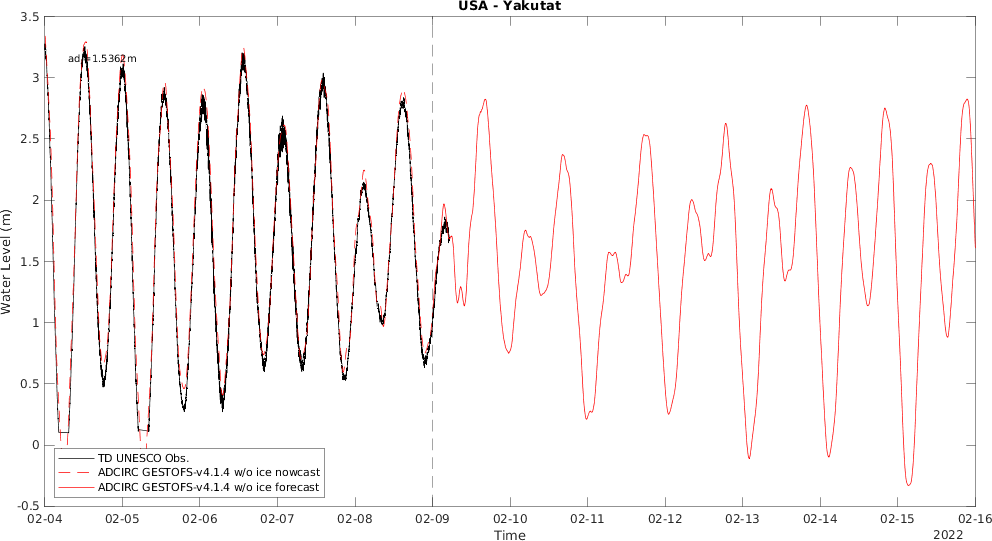 USA - Yakutat
3.5
3
2.5
2
1.5
1
0.5
0
-0.5
Water Level (m)
adj=1.5362m
TD UNESCO Obs.
ADCIRC GESTOFS-v4.1.4 w/o ice nowcast
ADCIRC GESTOFS-v4.1.4 w/o ice forecast
02-04 02-05 02-06 02-07 02-08 02-09 02-10 02-11 02-12 02-13 02-14 02-15 02-16
Time
2022